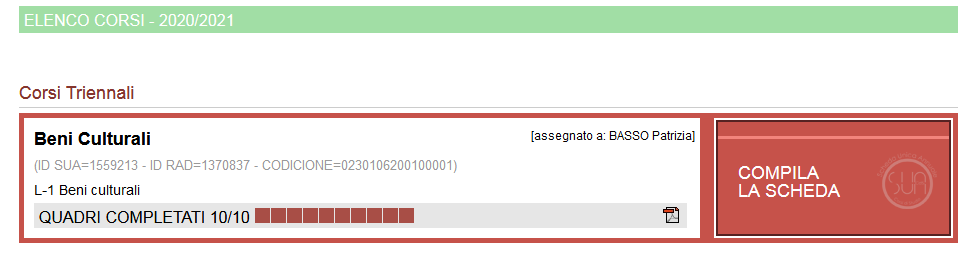 ELENCO CORSI - 2020/2021
Corsi Triennali
Beni Culturali
[assegnato a: BASSO Patrizia]
(ID SUA=1559213 - ID RAD=1370837 - CODICIONE=0230106200100001)
L-1 Beni culturali
QUADRI COMPLETATI 10/10
COMPILA
LA SCHEDA
SUA